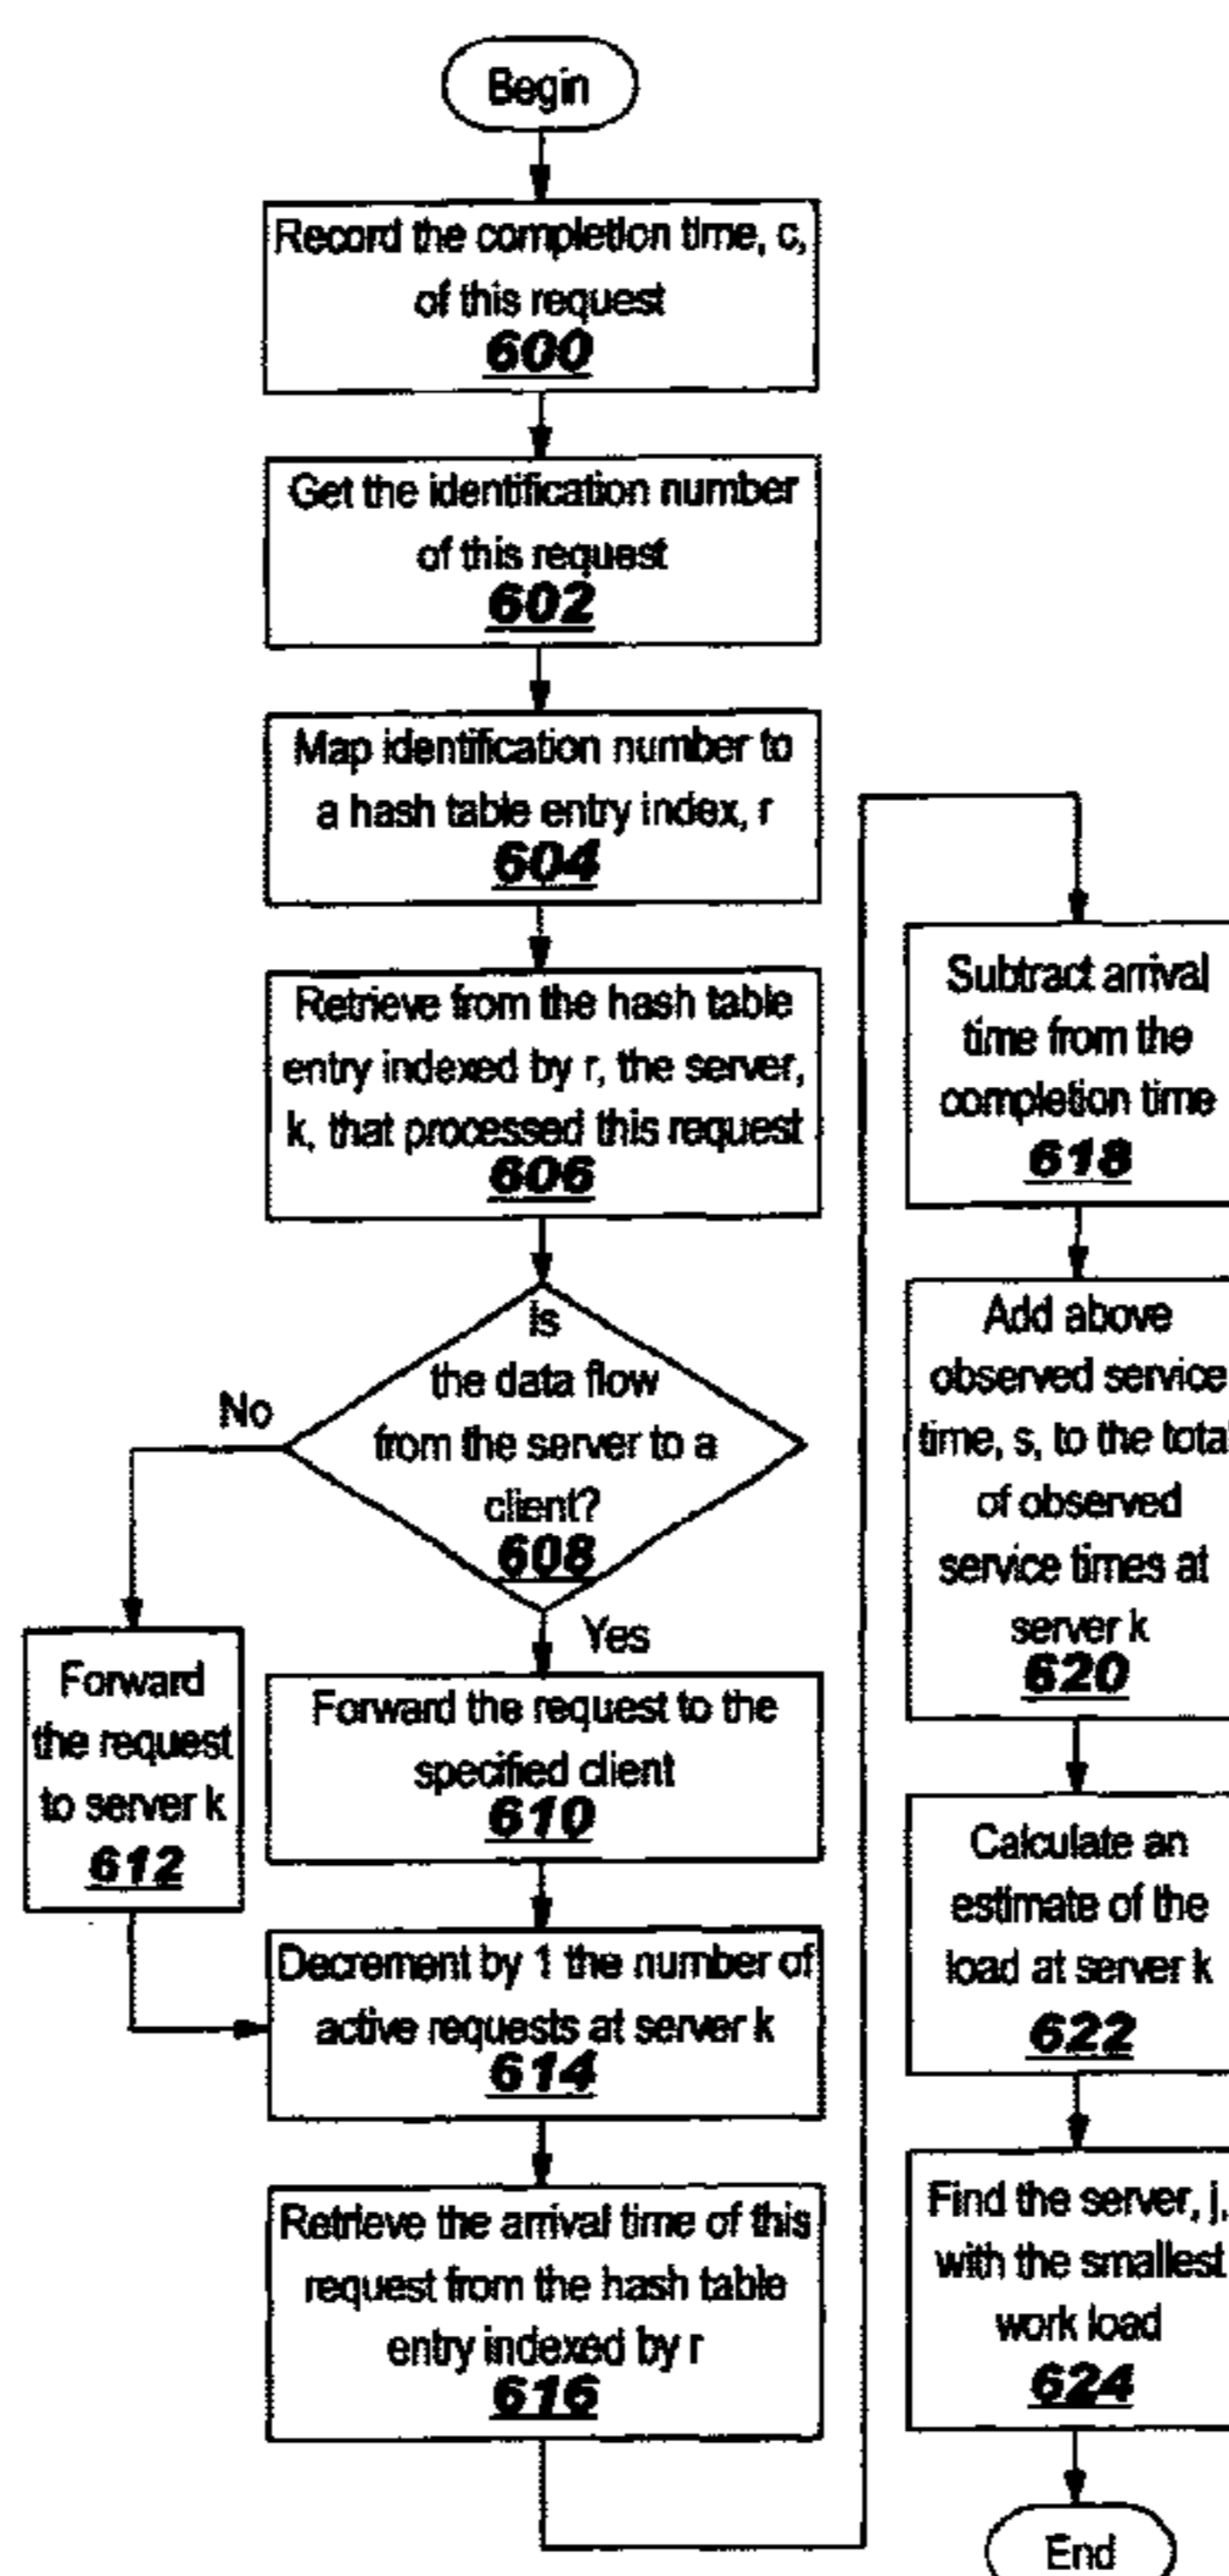 Begin
Record the completion time, c,
of this request
600
Get the identification number
of this request
602
Map identification number to
a hash table entry index, r
604
Retrieve from the hash table
entry indexed by r, the server,
k, that processed this request
606
is
the data flow
from the server to a
client?
608
No
Yes
Forward
the request
to server k
612
Forward the request to the
specified client
610
Decrement by 1 the number of
active requests at server k
614
Retrieve the arrival time of this
request from the hash table
entry indexed by r
616
Subtract arrival
time from the
completion time
618
Add above
observed service
time, s, to the total
of observed
service times at
server k
620
Calculate an
estimate of the
load at server k
622
Find the server, j,
with the smallest
work load
624
End